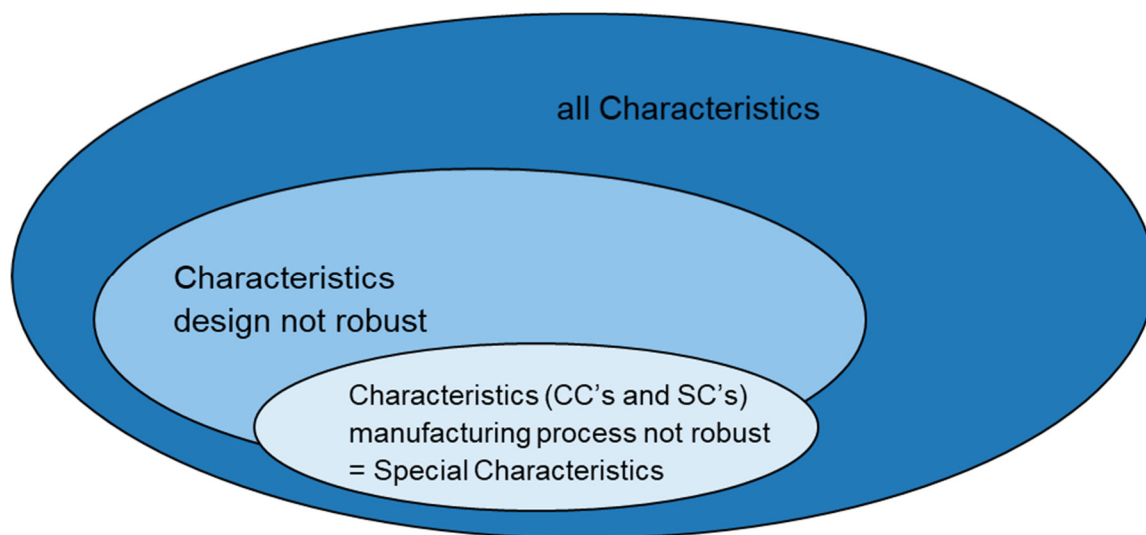 all Characteristics
Characteristics
design not robust
Characteristics (CC’s and SC’s)
manufacturing process not robust
= Special Characteristics